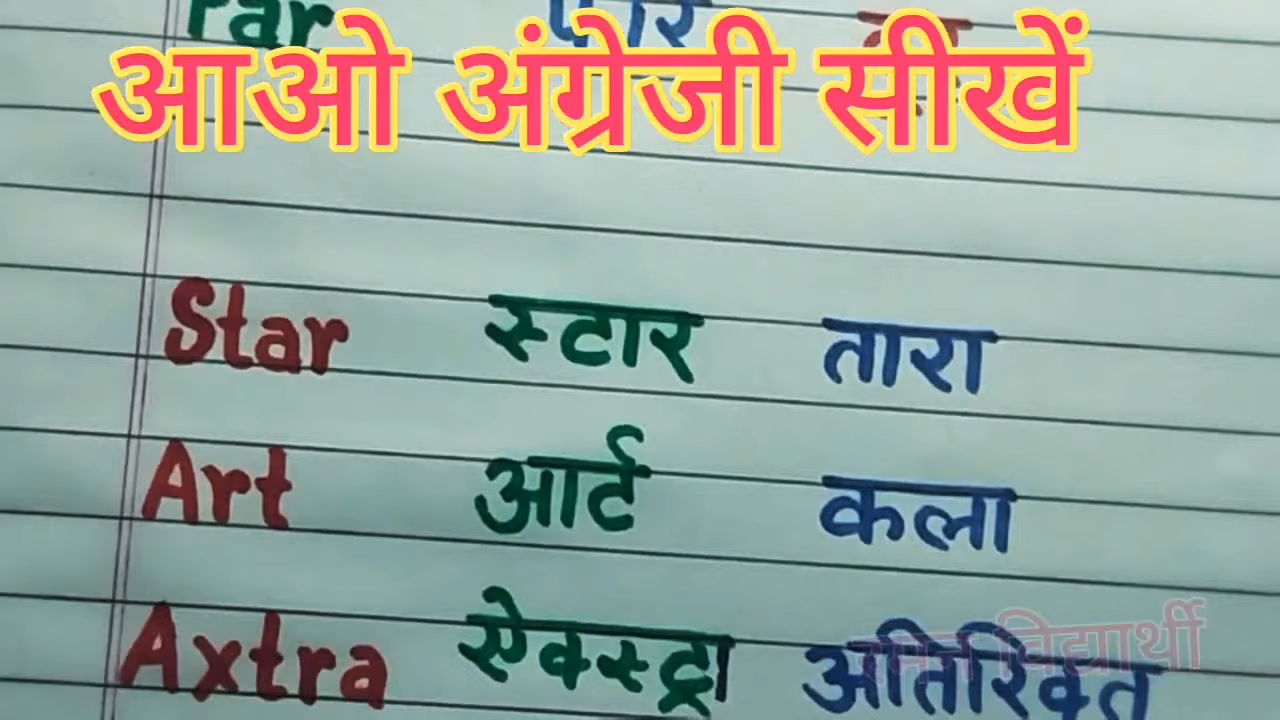 आओ अंग्रेजी सीखें
Star स्टार तारा
Art आर्ट कला
Axtra ऐक्स्ट्रा अतिरिक्त
विद्यार्थी